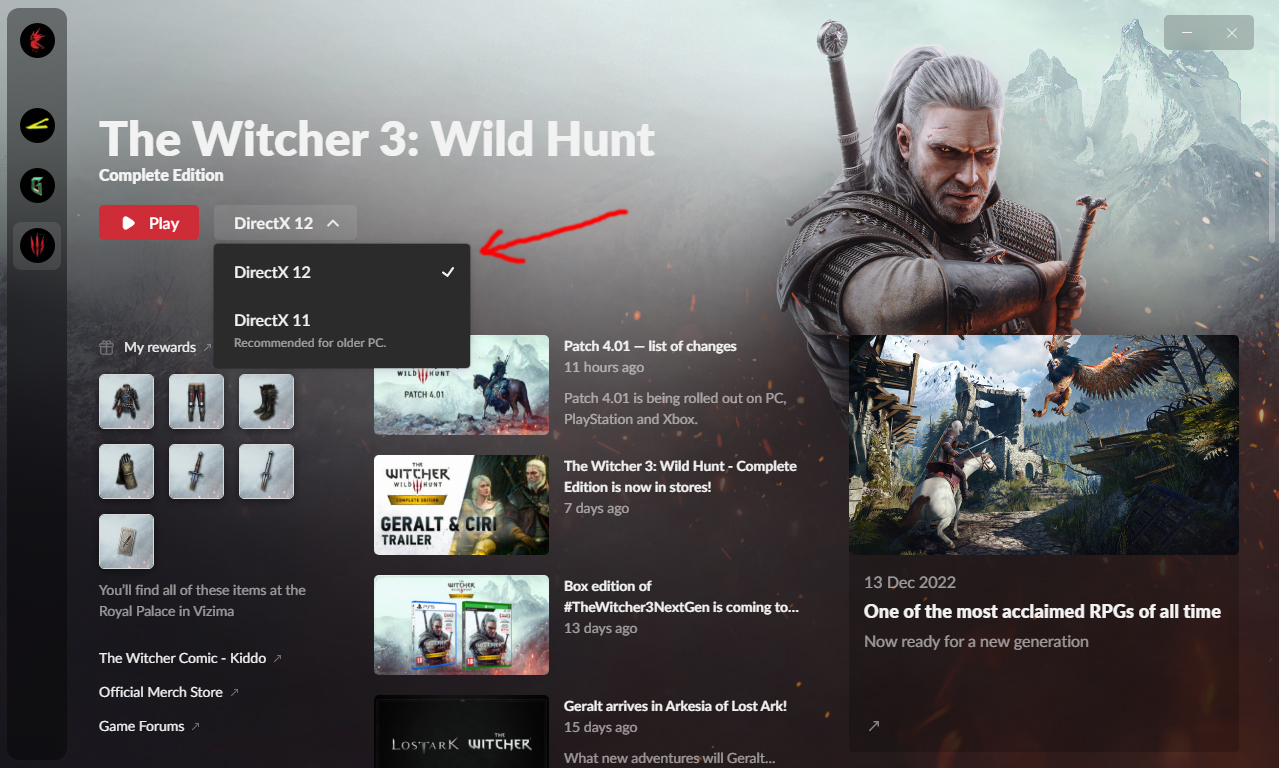 The Witcher 3: Wild Hunt
Complete Edition
Play
DirectX 12
DirectX 12
DirectX 11
Recommended for older PC.
My rewards
You'll find all of these items at the
Royal Palace in Vizima
The Witcher Comic - Kiddo
Official Merch Store
Game Forums
WILD HUNT
PATCH 4.01
Patch 4.01 — list of changes
11 hours ago
Patch 4.01 is being rolled out on PC,
PlayStation and Xbox.
THE
WITCHER
WILD HUNT
COMPLETE EDITION
GERALT & CIRI
TRAILER
The Witcher 3: Wild Hunt - Complete
Edition is now in stores!
7 days ago
WITCHER
PS5
Box edition of
#TheWitcher3NextGen is coming to...
13 days ago
LOST ARK
THE WITCHER
Geralt arrives in Arkesia of Lost Ark!
15 days ago
What new adventures will Geralt...
13 Dec 2022
One of the most acclaimed RPGs of all time
Now ready for a new generation